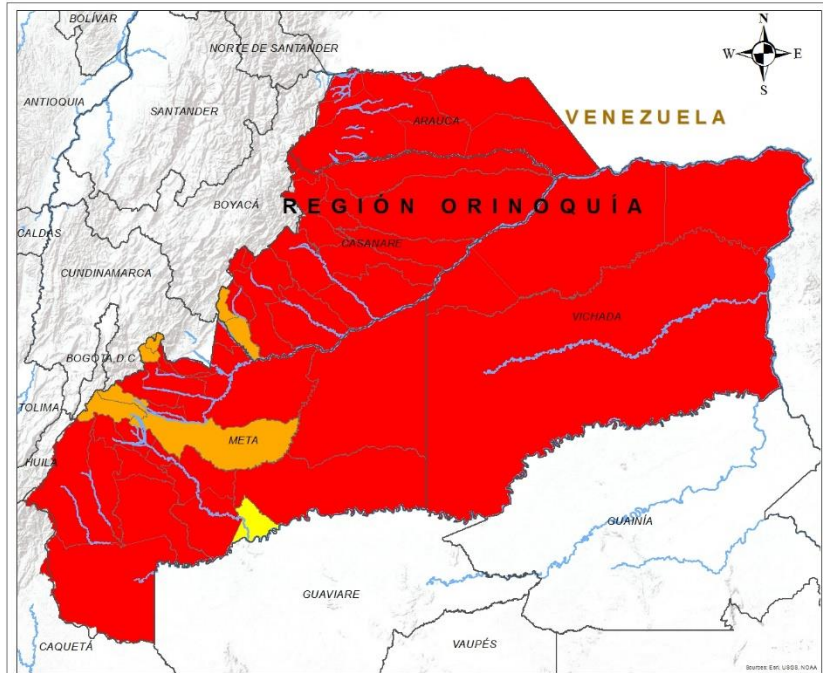 BOLÍVAR
N
NORTE DE SANTANDER
W E
S
ANTIOQUIA
SANTANDER
ARAUCA
VENEZUELA
BOYACÁ
REGIÓN ORINOQUÍA
CALDAS
CASANARE
CUNDINAMARCA
VICHADA
BOGOTÁ D.C
TOLIMA
META
HUILA
GUAINÍA
GUAVIARE
CAQUETÁ
VAUPÉS
Sources: Esri, USGS, NOAA